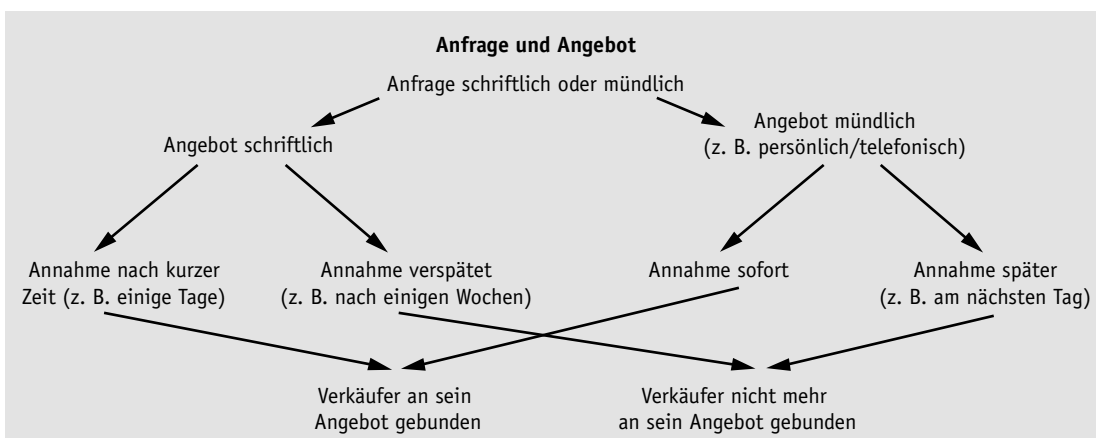 Anfrage und Angebot
Anfrage schriftlich oder mündlich
Angebot schriftlich
Angebot mündlich
(z. B. persönlich/telefonisch)
Annahme nach kurzer
Zeit (z. B. einige Tage)
Annahme verspätet
(z. B. nach einigen Wochen)
Annahme sofort
Annahme später
(z. B. am nächsten Tag)
Verkäufer an sein
Angebot gebunden
Verkäufer nicht mehr
an sein Angebot gebunden